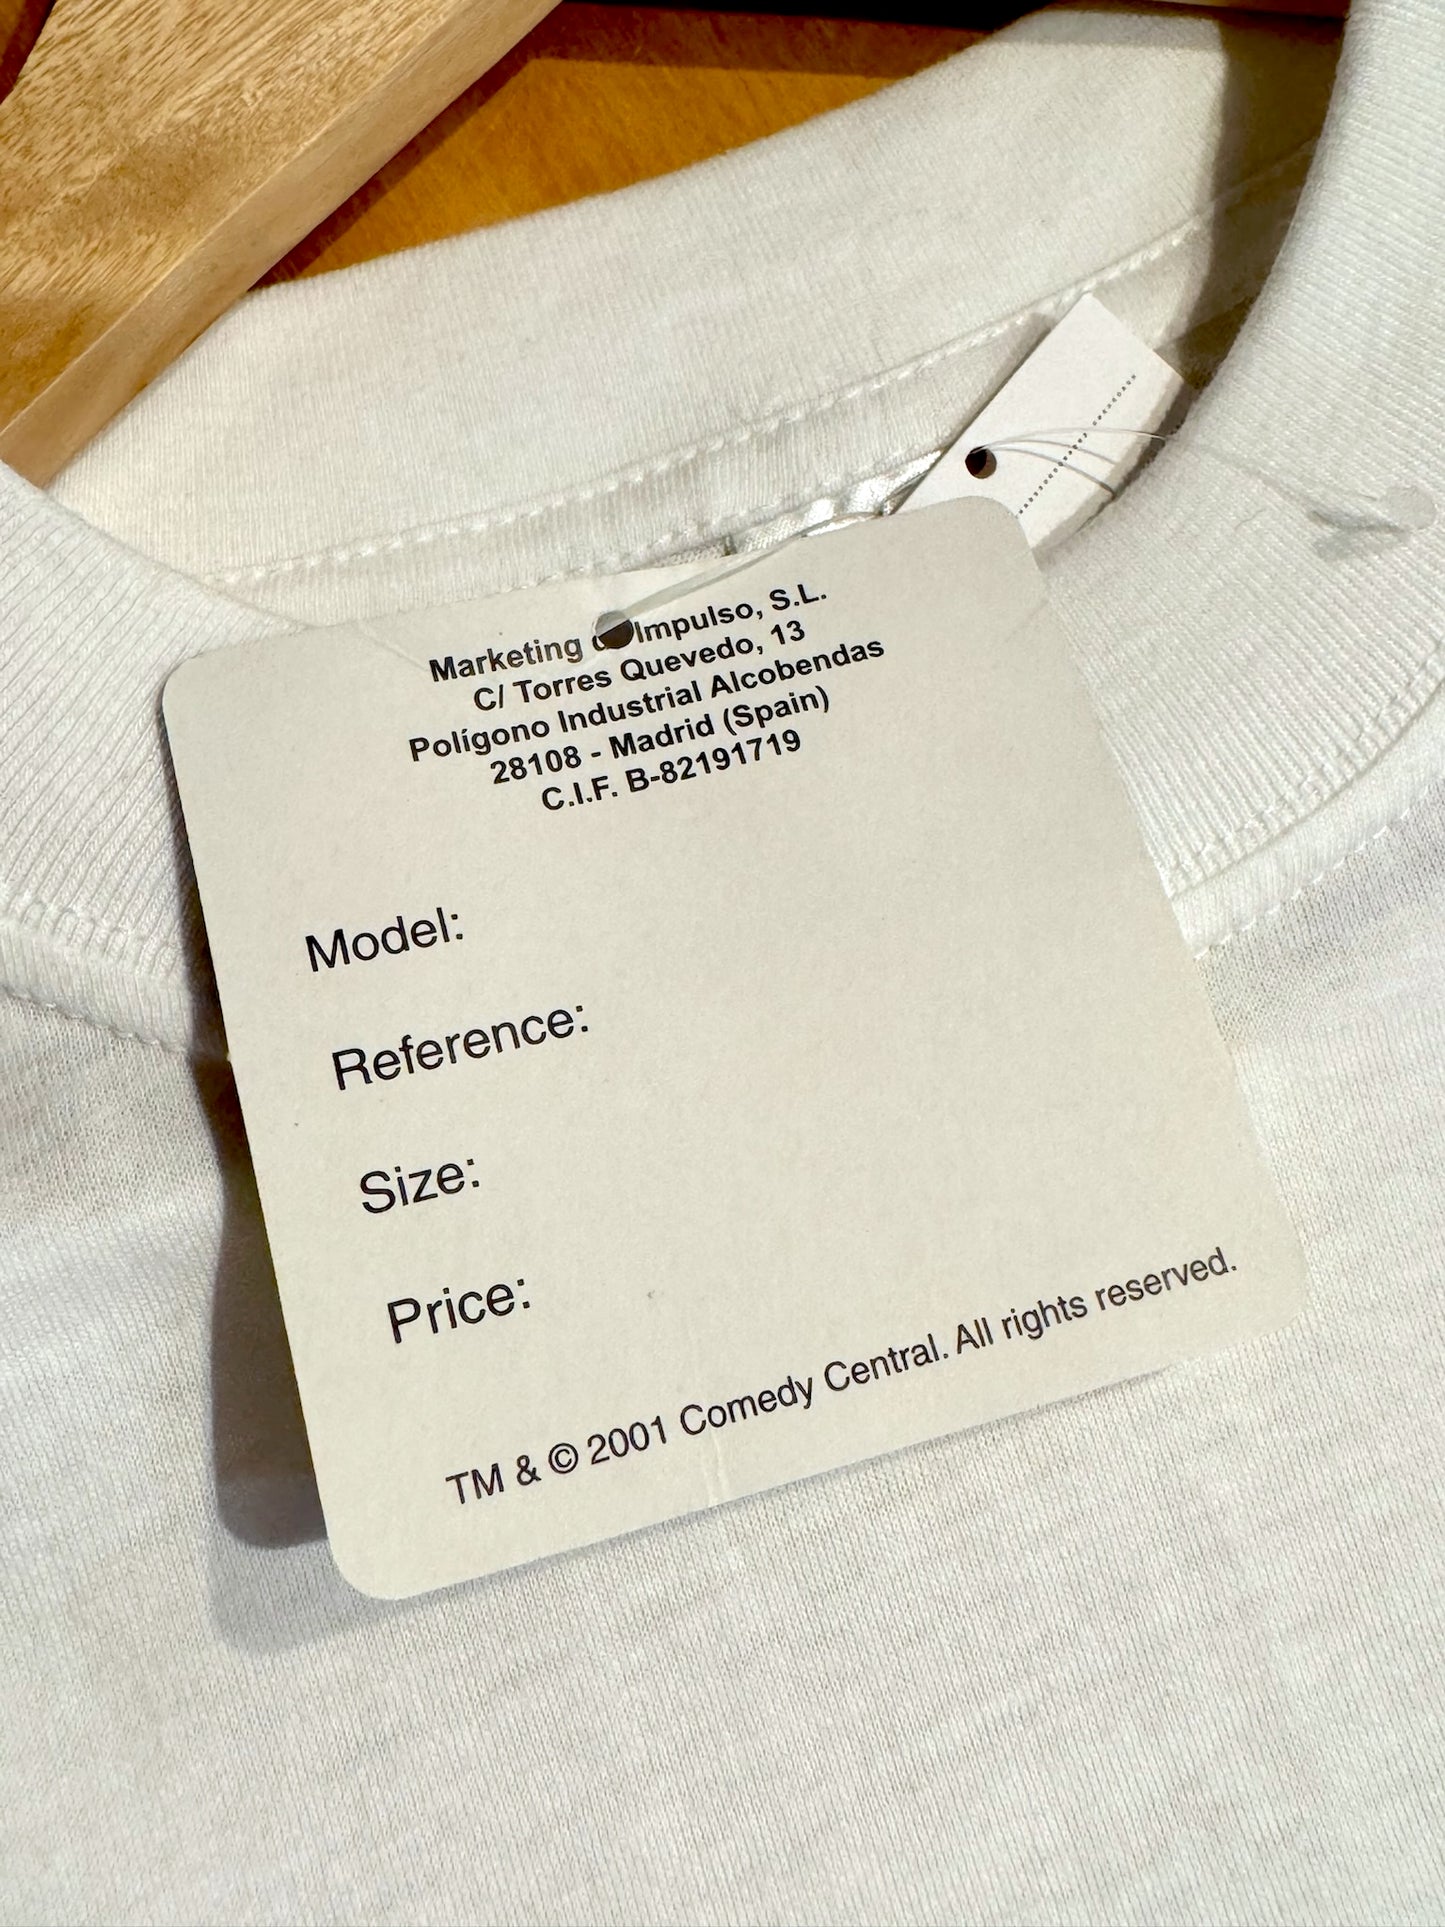 Marketing Impulso, S.L.
C/ Torres Quevedo, 13
Polígono Industrial Alcobendas
28108 - Madrid (Spain)
C.I.F. B-82191719
Model:
Reference:
Size:
Price:
TM & © 2001 Comedy Central. All rights reserved.